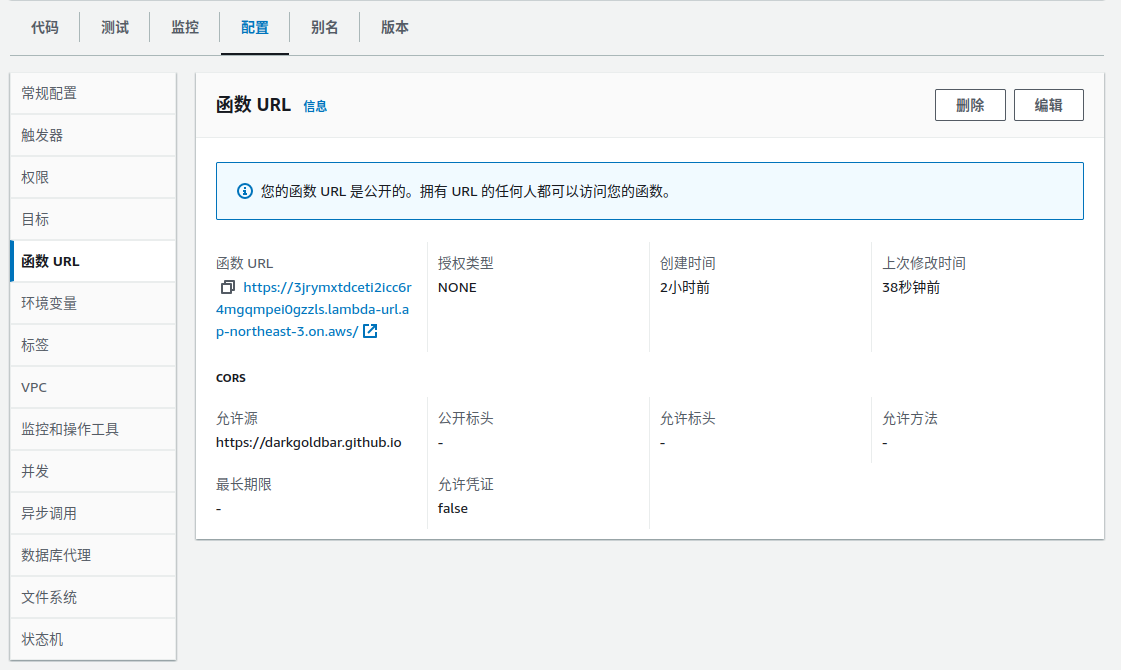 代码 测试 监控 配置 别名 版本
常规配置
触发器
权限
目标
函数 URL
环境变量
标签
VPC
监控和操作工具
并发
异步调用
数据库代理
文件系统
状态机
函数 URL 信息
删除 编辑
您的函数 URL 是公开的。拥有 URL 的任何人都可以访问您的函数。
函数 URL
https://3jrymxtdceti2icc6r
4mgqmpei0gzzls.lambda-url.a
p-northeast-3.on.aws/
授权类型
NONE
创建时间
2小时前
上次修改时间
38秒钟前
CORS
允许源
https://darkgoldbar.github.io
公开标头
-
允许标头
-
允许方法
-
最长期限
-
允许凭证
false